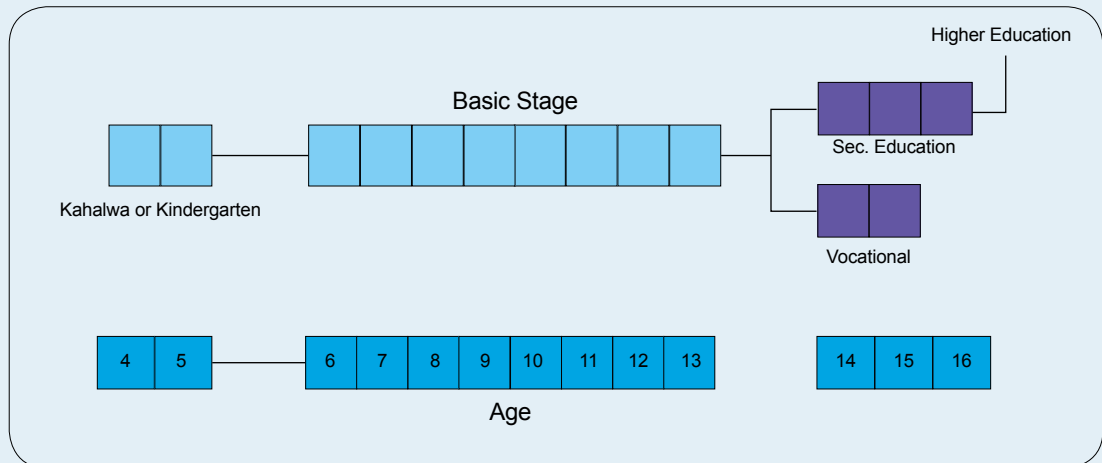 Higher Education
Basic Stage
Sec. Education
Kahalwa or Kindergarten
Vocational
4 5 6 7 8 9 10 11 12 13 14 15 16
Age